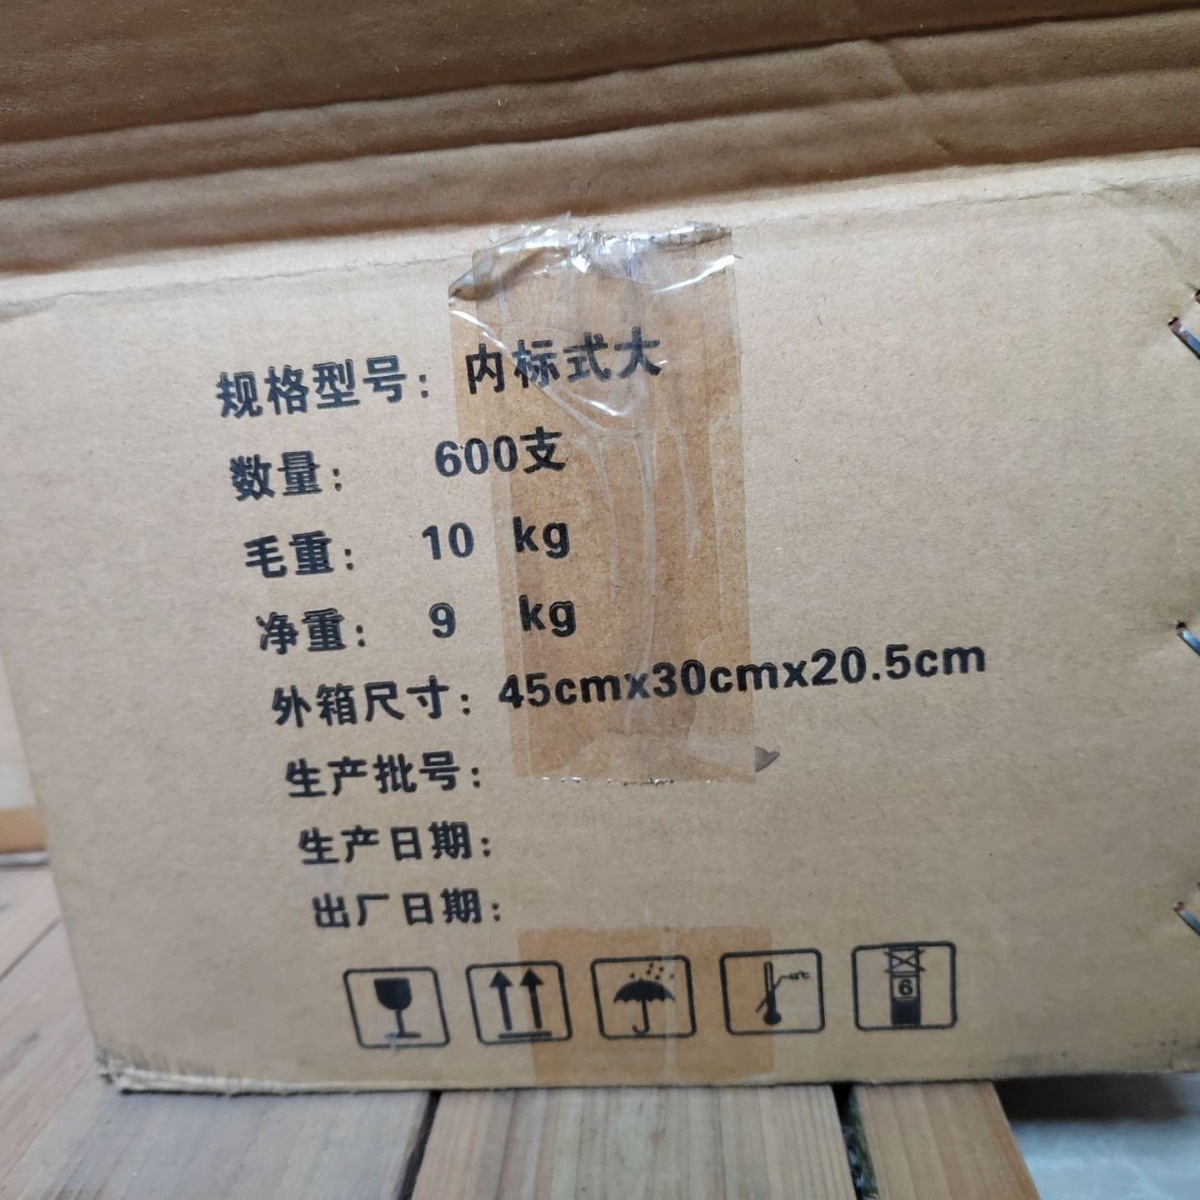 规格型号：内标式大
数量： 600支
毛重： 10 kg
净重： 9 kg
外箱尺寸：45cmx30cmx20.5cm
生产批号：
生产日期：
出厂日期：
6